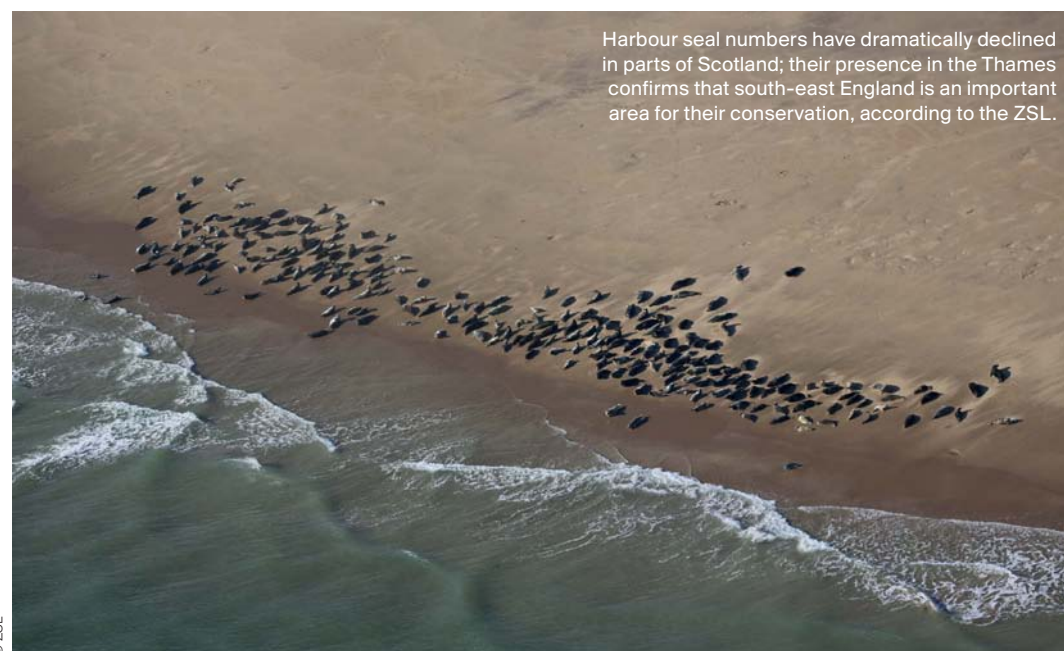 Harbour seal numbers have dramatically declined
in parts of Scotland; their presence in the Thames
confirms that south-east England is an important
area for their conservation, according to the ZSL.